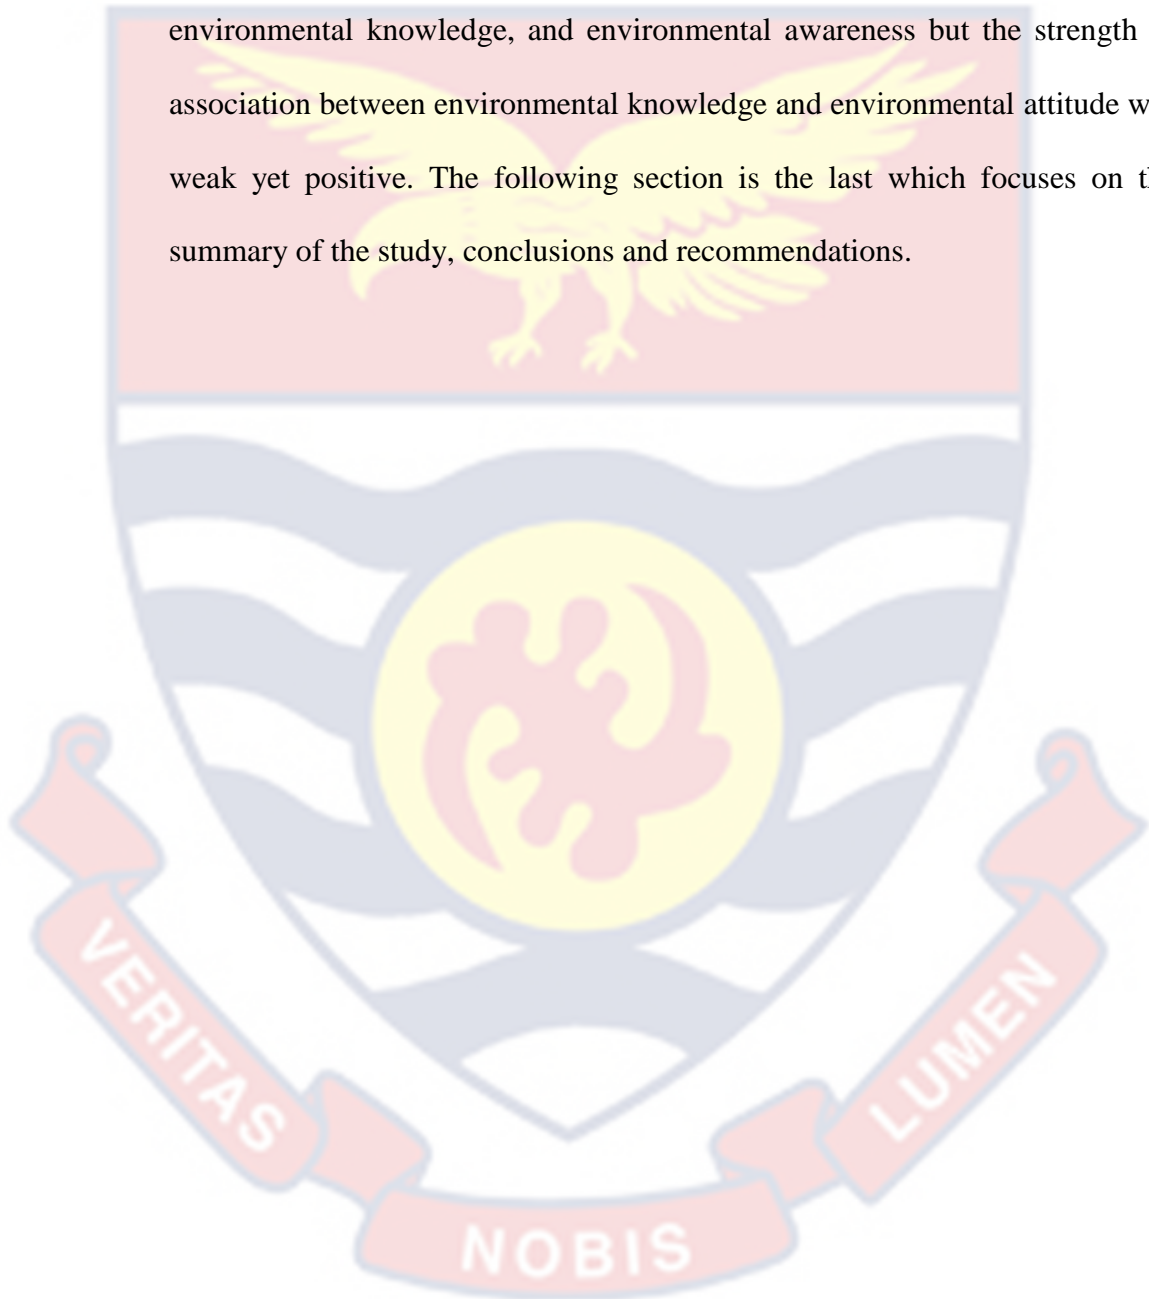 environmental knowledge, and environmental awareness but the strength
association between environmental knowledge and environmental attitude w
weak yet positive. The following section is the last which focuses on t
summary of the study, conclusions and recommendations.
VERITAS
NOBIS
LUMEN